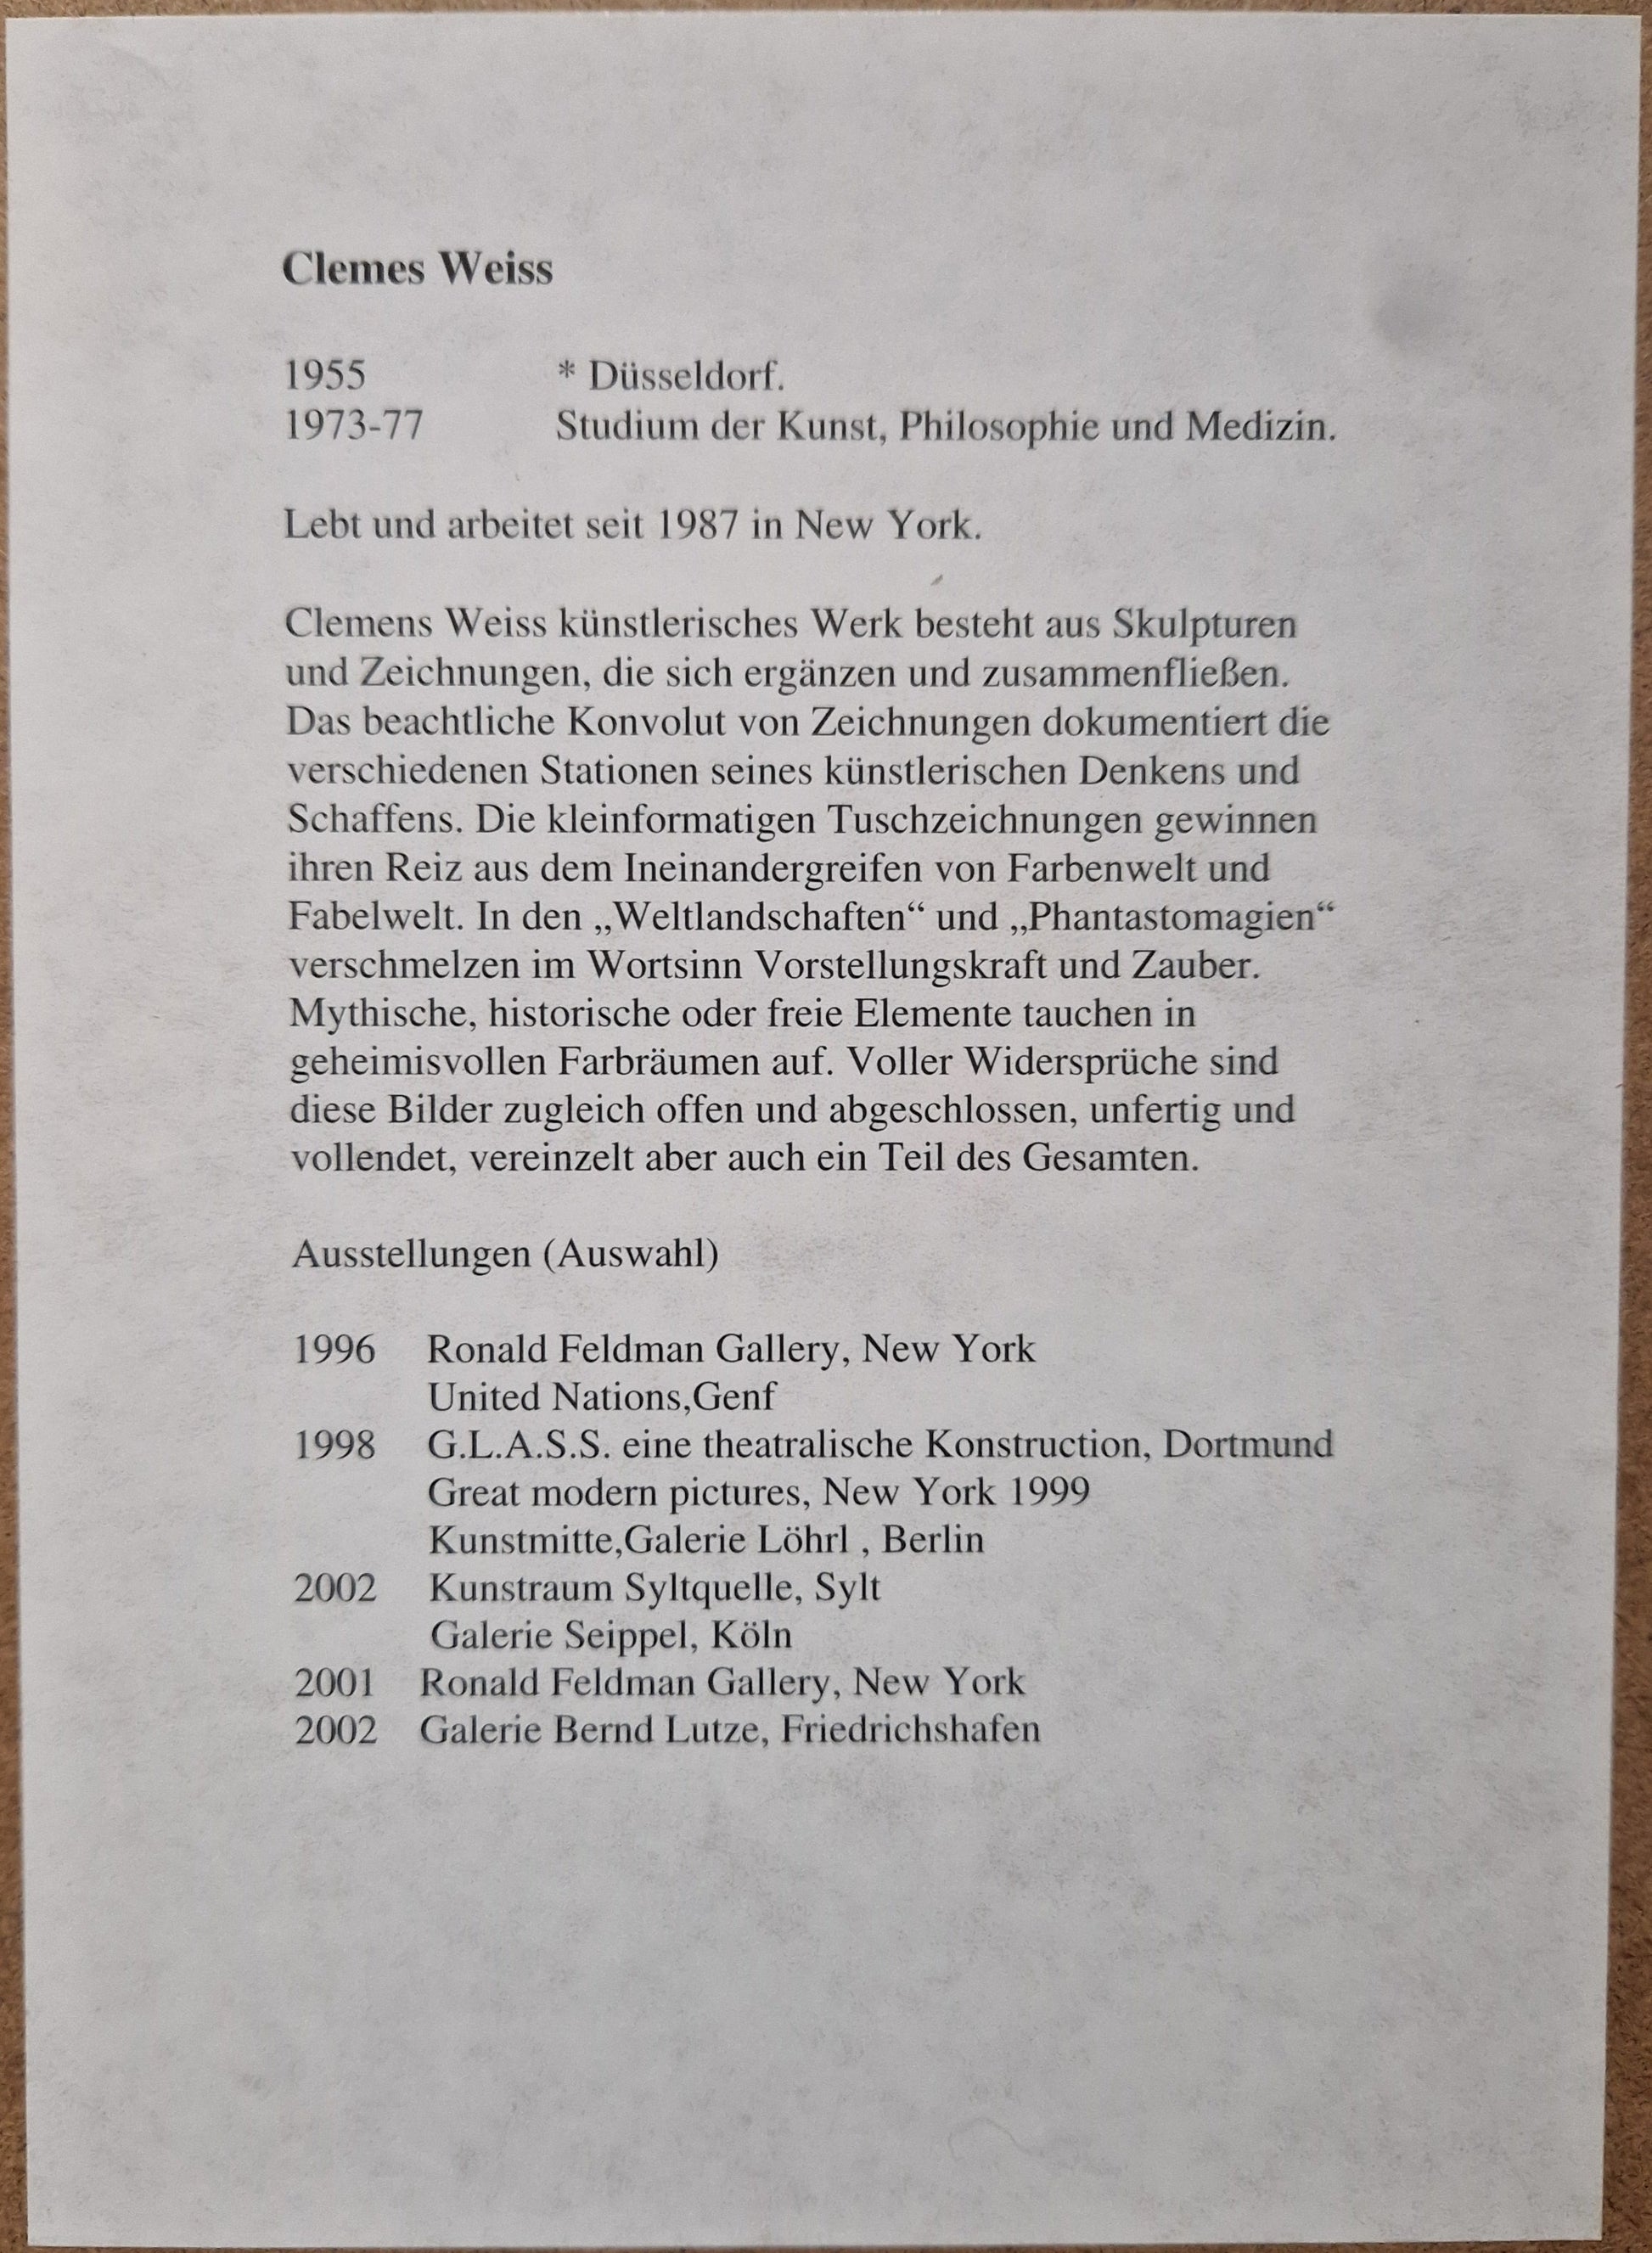 Clemes Weiss
1955 * Düsseldorf.
1973-77 Studium der Kunst, Philosophie und Medizin.
Lebt und arbeitet seit 1987 in New York.
Clemens Weiss künstlerisches Werk besteht aus Skulpturen
und Zeichnungen, die sich ergänzen und zusammenfließen.
Das beachtliche Konvolut von Zeichnungen dokumentiert die
verschiedenen Stationen seines künstlerischen Denkens und
Schaffens. Die kleinformatigen Tuschzeichnungen gewinnen
ihren Reiz aus dem Ineinandergreifen von Farbenwelt und
Fabelwelt. In den „Weltlandschaften“ und „Phantastomagien“
verschmelzen im Wortsinn Vorstellungskraft und Zauber.
Mythische, historische oder freie Elemente tauchen in
geheimisvollen Farbräumen auf. Voller Widersprüche sind
diese Bilder zugleich offen und abgeschlossen, unfertig und
vollendet, vereinzelt aber auch ein Teil des Gesamten.
Ausstellungen (Auswahl)
1996 Ronald Feldman Gallery, New York
United Nations,Genf
1998 G.L.A.S.S. eine theatralische Konstruction, Dortmund
Great modern pictures, New York 1999
Kunstmitte,Galerie Löhrl , Berlin
2002 Kunstraum Syltquelle, Sylt
Galerie Seippel, Köln
2001 Ronald Feldman Gallery, New York
2002 Galerie Bernd Lutze, Friedrichshafen